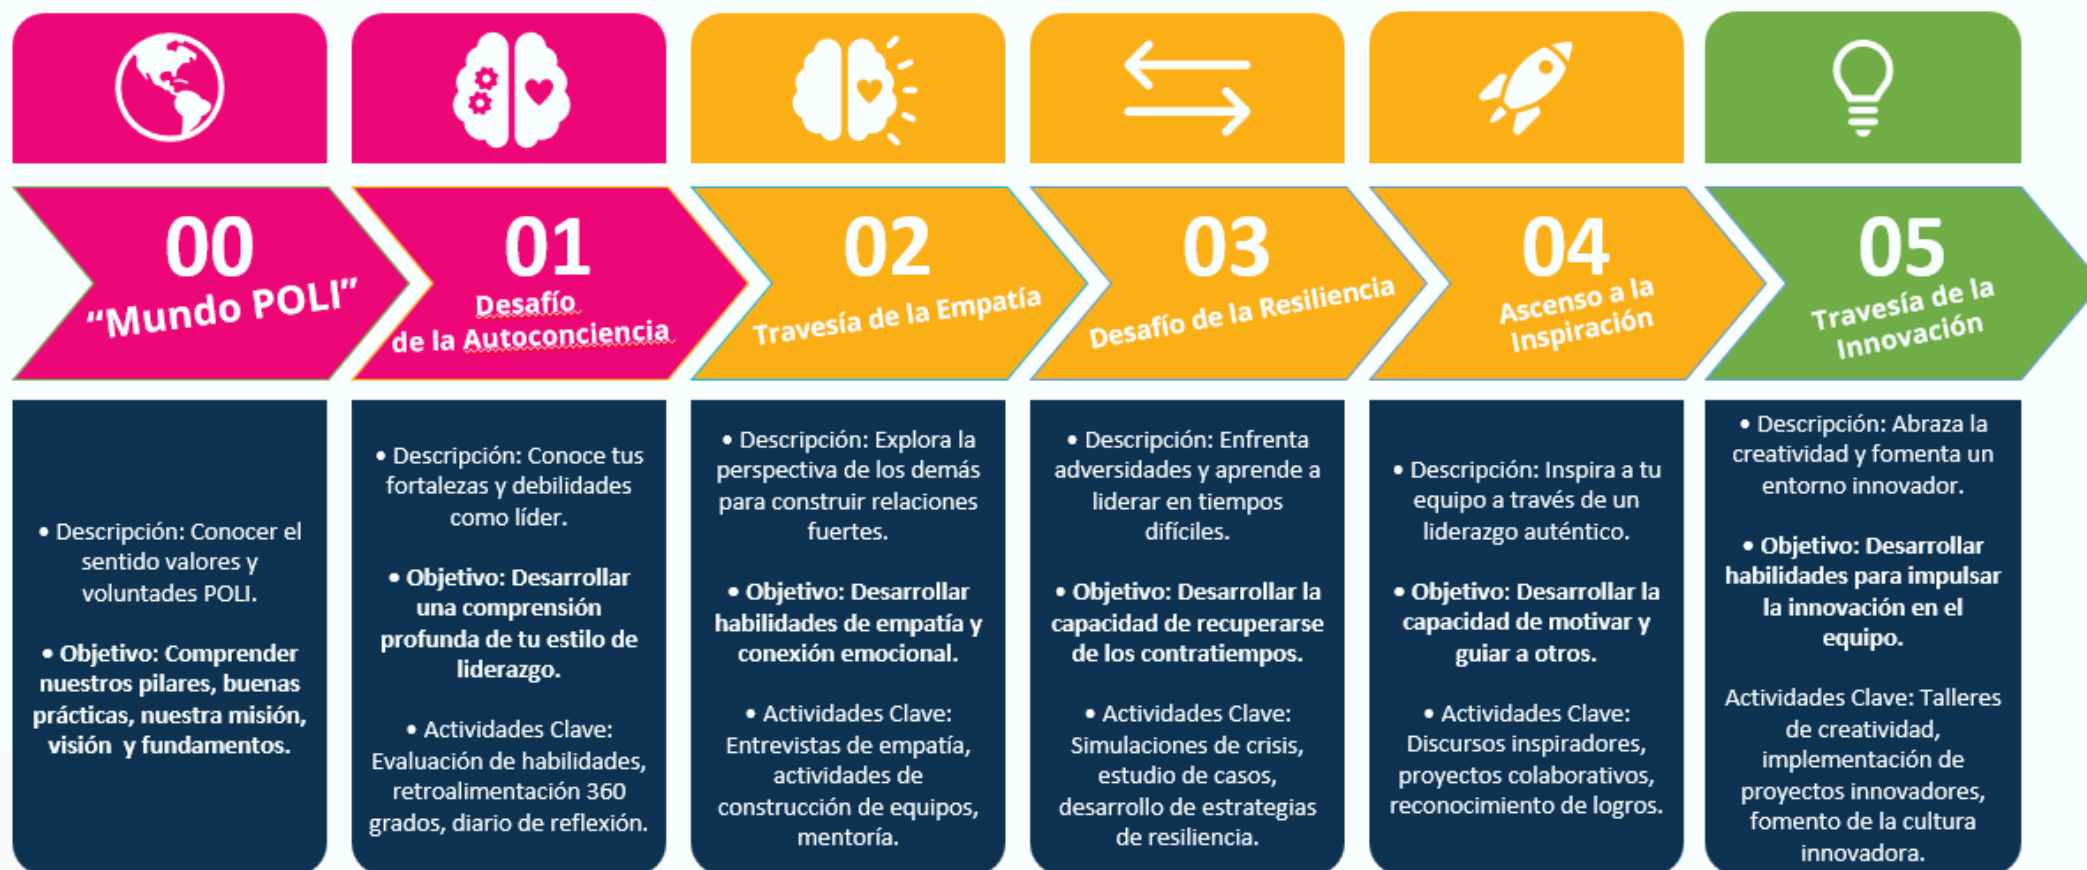 00
“Mundo POLI”
01
Desafío
de la Autoconciencia
02
Travesía de la Empatía
03
Desafío de la Resiliencia
04
Ascenso a la
Inspiración
05
Travesía de la
Innovación
• Descripción: Conocer el
sentido valores y
voluntades POLI.
• Objetivo: Comprender
nuestros pilares, buenas
prácticas, nuestra misión,
visión y fundamentos.
• Descripción: Conoce tus
fortalezas y debilidades
como líder.
• Objetivo: Desarrollar
una comprensión
profunda de tu estilo de
liderazgo.
• Actividades Clave:
Evaluación de habilidades,
retroalimentación 360
grados, diario de reflexión.
• Descripción: Explora la
perspectiva de los demás
para construir relaciones
fuertes.
• Objetivo: Desarrollar
habilidades de empatía y
conexión emocional.
• Actividades Clave:
Entrevistas de empatía,
actividades de
construcción de equipos,
mentoría.
• Descripción: Enfrenta
adversidades y aprende a
liderar en tiempos
difíciles.
• Objetivo: Desarrollar la
capacidad de recuperarse
de los contratiempos.
• Actividades Clave:
Simulaciones de crisis,
estudio de casos,
desarrollo de estrategias
de resiliencia.
• Descripción: Inspira a tu
equipo a través de un
liderazgo auténtico.
• Objetivo: Desarrollar la
capacidad de motivar y
guiar a otros.
• Actividades Clave:
Discursos inspiradores,
proyectos colaborativos,
reconocimiento de logros.
• Descripción: Abraza la
creatividad y fomenta un
entorno innovador.
• Objetivo: Desarrollar
habilidades para impulsar
la innovación en el
equipo.
Actividades Clave: Talleres
de creatividad,
implementación de
proyectos innovadores,
fomento de la cultura
innovadora.